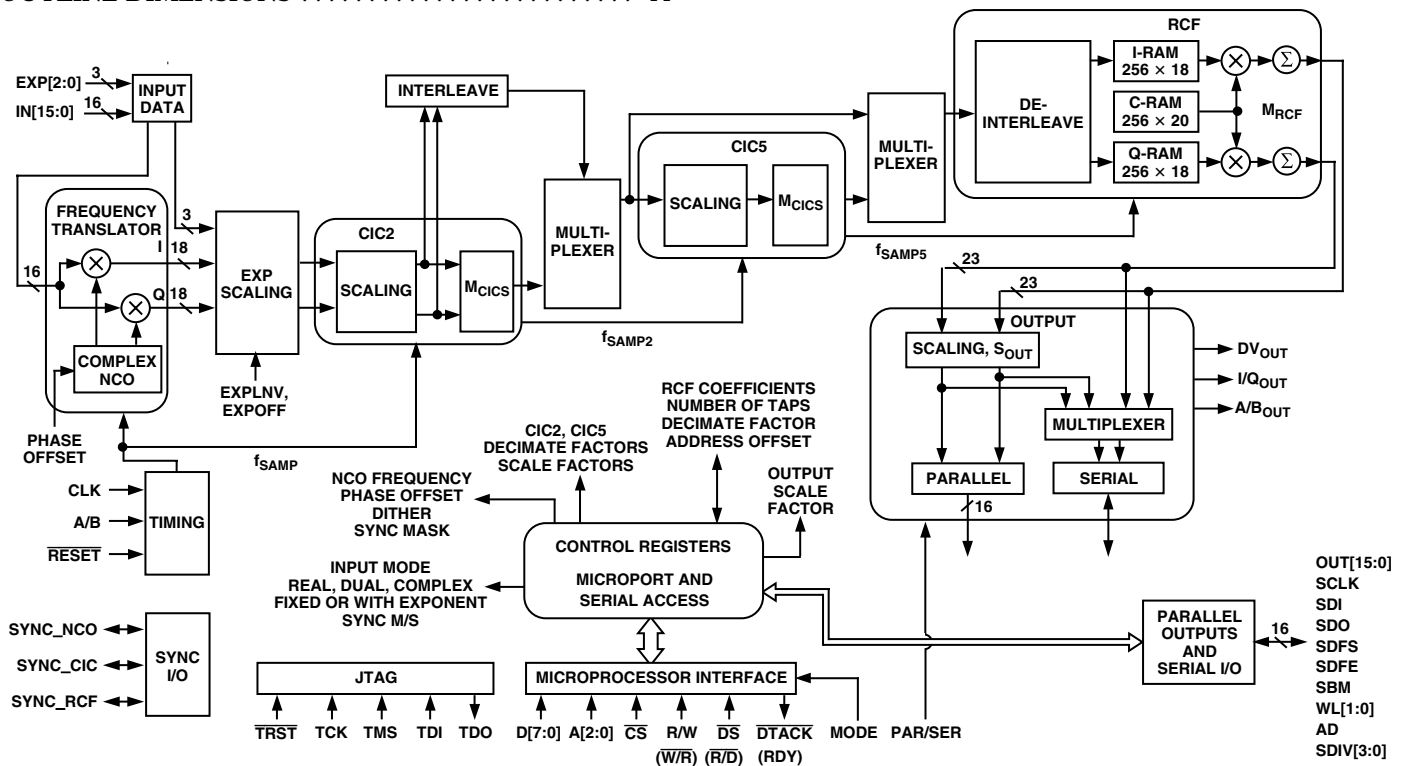 RCF
EXP[2:0]
3
IN[15:0]
16
INPUT
DATA
INTERLEAVE
MULTI-
PLEXER
DE-
INTERLEAVE
I-RAM
256 × 18
C-RAM
256 × 20
Q-RAM
256 × 18
×
×
Σ
Σ
MRCF
CIC5
SCALING
MCICS
FREQUENCY
TRANSLATOR
I
18
3
Q
18
16
×
×
COMPLEX
NCO
EXP
SCALING
CIC2
SCALING
MCICS
MULTI-
PLEXER
fSAMP5
fSAMP2
fSAMP
23
23
OUTPUT
SCALING, SOUT
MULTIPLEXER
PARALLEL
SERIAL
16
DVOUT
I/QOUT
A/BOUT
PHASE
OFFSET
EXPLNV,
EXPOFF
CLK
A/B
RESET
TIMING
NCO FREQUENCY
PHASE OFFSET
DITHER
SYNC MASK
CIC2, CIC5
DECIMATE FACTORS
SCALE FACTORS
RCF COEFFICIENTS
NUMBER OF TAPS
DECIMATE FACTOR
ADDRESS OFFSET
OUTPUT
SCALE
FACTOR
CONTROL REGISTERS
MICROPORT AND
SERIAL ACCESS
INPUT MODE
REAL, DUAL, COMPLEX
FIXED OR WITH EXPONENT
SYNC M/S
SYNC_NCO
SYNC_CIC
SYNC_RCF
SYNC
I/O
JTAG
TRST
TCK
TMS
TDI
TDO
MICROPROCESSOR INTERFACE
D[7:0]
A[2:0]
CS
R/W
(W/R)
DS
(R/D)
DTACK
(RDY)
MODE
PAR/SER
PARALLEL
OUTPUTS
AND
SERIAL I/O
16
OUT[15:0]
SCLK
SDI
SDO
SDFS
SDFE
SBM
WL[1:0]
AD
SDIV[3:0]